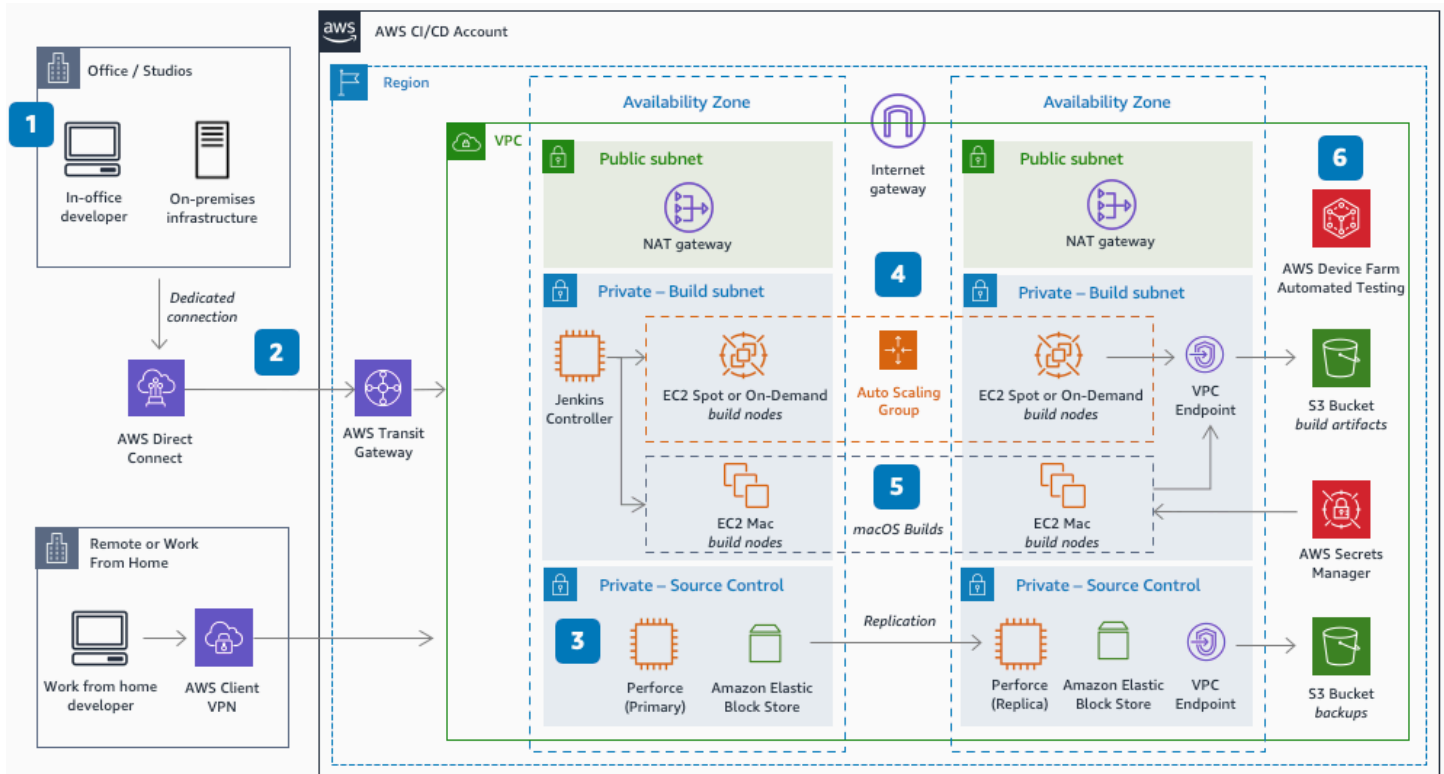 aws
AWS CI/CD Account
Office / Studios
1
In-office
developer
On-premises
infrastructure
Dedicated
connection
2
AWS Direct
Connect
AWS Transit
Gateway
Remote or Work
From Home
Work from home
developer
AWS Client
VPN
Region
VPC
Availability Zone
Public subnet
NAT gateway
Private – Build subnet
Jenkins
Controller
EC2 Spot or On-Demand
build nodes
EC2 Mac
build nodes
Private – Source Control
3
Perforce
(Primary)
Amazon Elastic
Block Store
Internet
gateway
4
Auto Scaling
Group
5
macOS Builds
Replication
Availability Zone
Public subnet
NAT gateway
Private – Build subnet
EC2 Spot or On-Demand
build nodes
VPC
Endpoint
EC2 Mac
build nodes
Private – Source Control
Perforce
(Replica)
Amazon Elastic
Block Store
VPC
Endpoint
6
AWS Device Farm
Automated Testing
S3 Bucket
build artifacts
AWS Secrets
Manager
S3 Bucket
backups